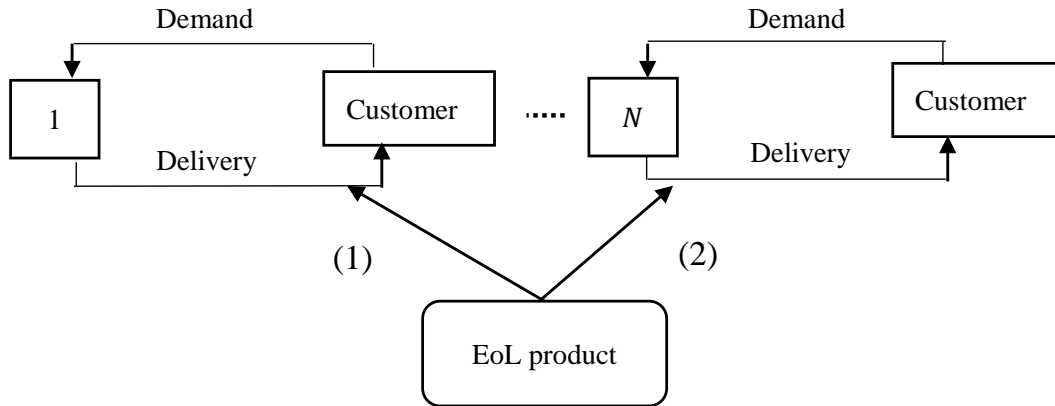 Demand
Demand
1
Customer
N
Customer
Delivery
Delivery
(1)
(2)
EoL product